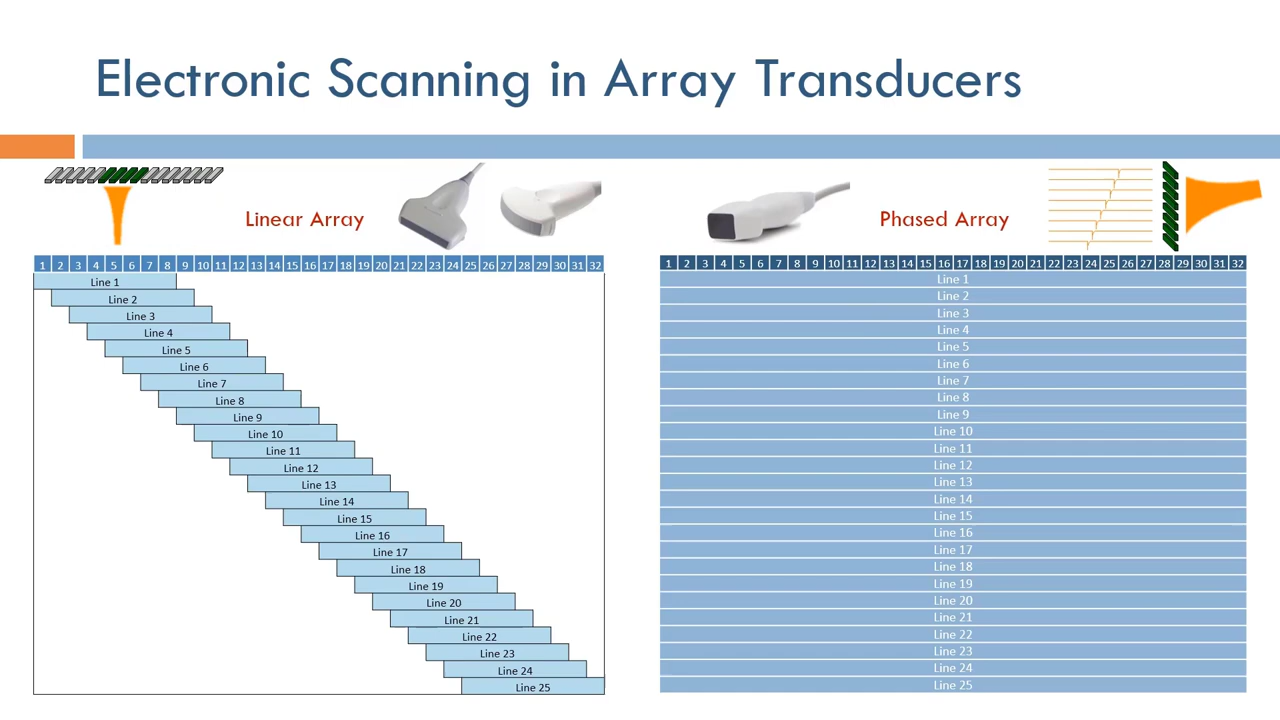 Electronic Scanning in Array Transducers
Linear Array
1 2 3 4 5 6 7 8 9 10 11 12 13 14 15 16 17 18 19 20 21 22 23 24 25 26 27 28 29 30 31 32
Line 1
Line 2
Line 3
Line 4
Line 5
Line 6
Line 7
Line 8
Line 9
Line 10
Line 11
Line 12
Line 13
Line 14
Line 15
Line 16
Line 17
Line 18
Line 19
Line 20
Line 21
Line 22
Line 23
Line 24
Line 25
Phased Array
1 2 3 4 5 6 7 8 9 10 11 12 13 14 15 16 17 18 19 20 21 22 23 24 25 26 27 28 29 30 31 32
Line 1
Line 2
Line 3
Line 4
Line 5
Line 6
Line 7
Line 8
Line 9
Line 10
Line 11
Line 12
Line 13
Line 14
Line 15
Line 16
Line 17
Line 18
Line 19
Line 20
Line 21
Line 22
Line 23
Line 24
Line 25